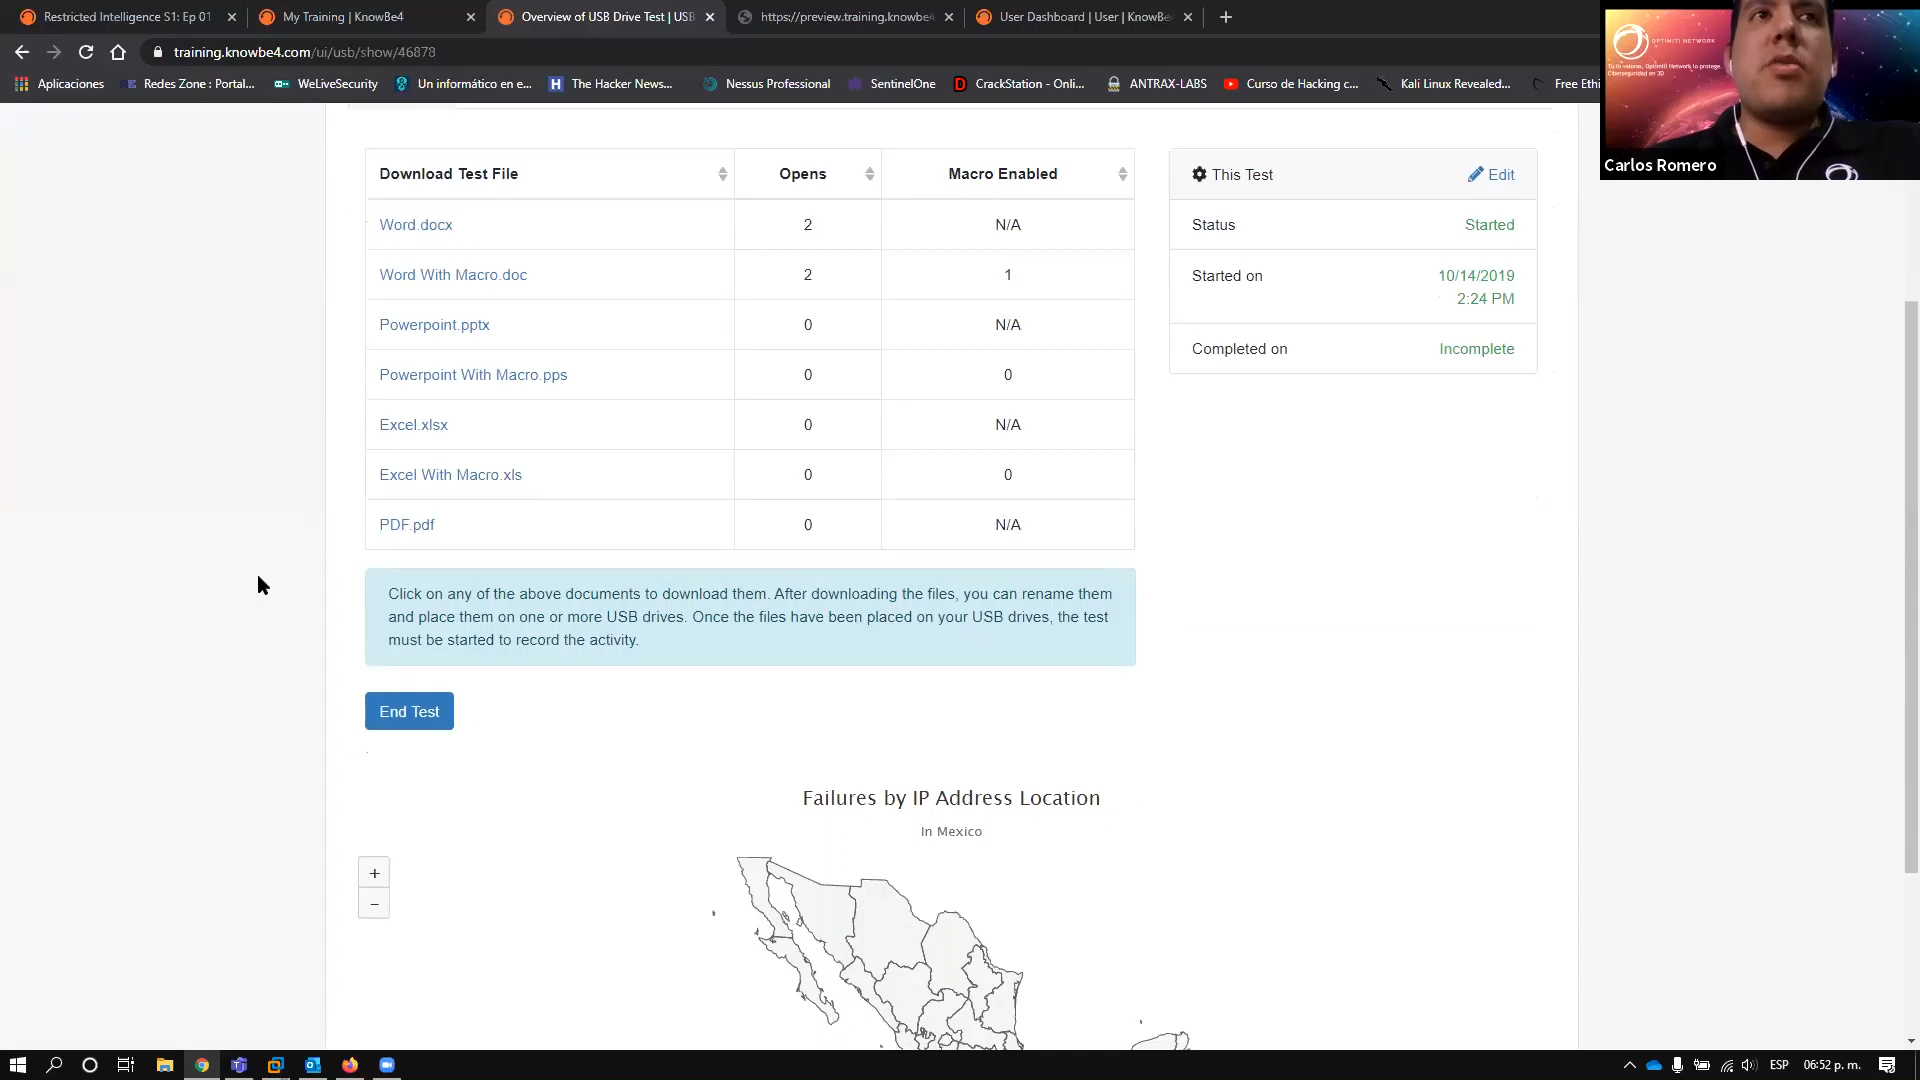 Restricted Intelligence S1: Ep 01
My Training | KnowBe4
Overview of USB Drive Test | USB
https://preview.training.knowbe4
User Dashboard | User | KnowBe
training.knowbe4.com/ui/usb/show/46878
Aplicaciones
Redes Zone : Portal...
WeLiveSecurity
Un informático en e...
The Hacker News...
Nessus Professional
SentinelOne
CrackStation - Onli...
ANTRAX-LABS
Curso de Hacking c...
Kali Linux Revealed...
Free Ethi
OPTIMITI NETWORK
Carlos Romero
Download Test File Opens Macro Enabled
Word.docx 2 N/A
Word With Macro.doc 2 1
Powerpoint.pptx 0 N/A
Powerpoint With Macro.pps 0 0
Excel.xlsx 0 N/A
Excel With Macro.xls 0 0
PDF.pdf 0 N/A
This Test Edit
Status Started
Started on 10/14/2019
2:24 PM
Completed on Incomplete
Click on any of the above documents to download them. After downloading the files, you can rename them
and place them on one or more USB drives. Once the files have been placed on your USB drives, the test
must be started to record the activity.
End Test
Failures by IP Address Location
In Mexico
+
−
ESP
06:52 p. m.